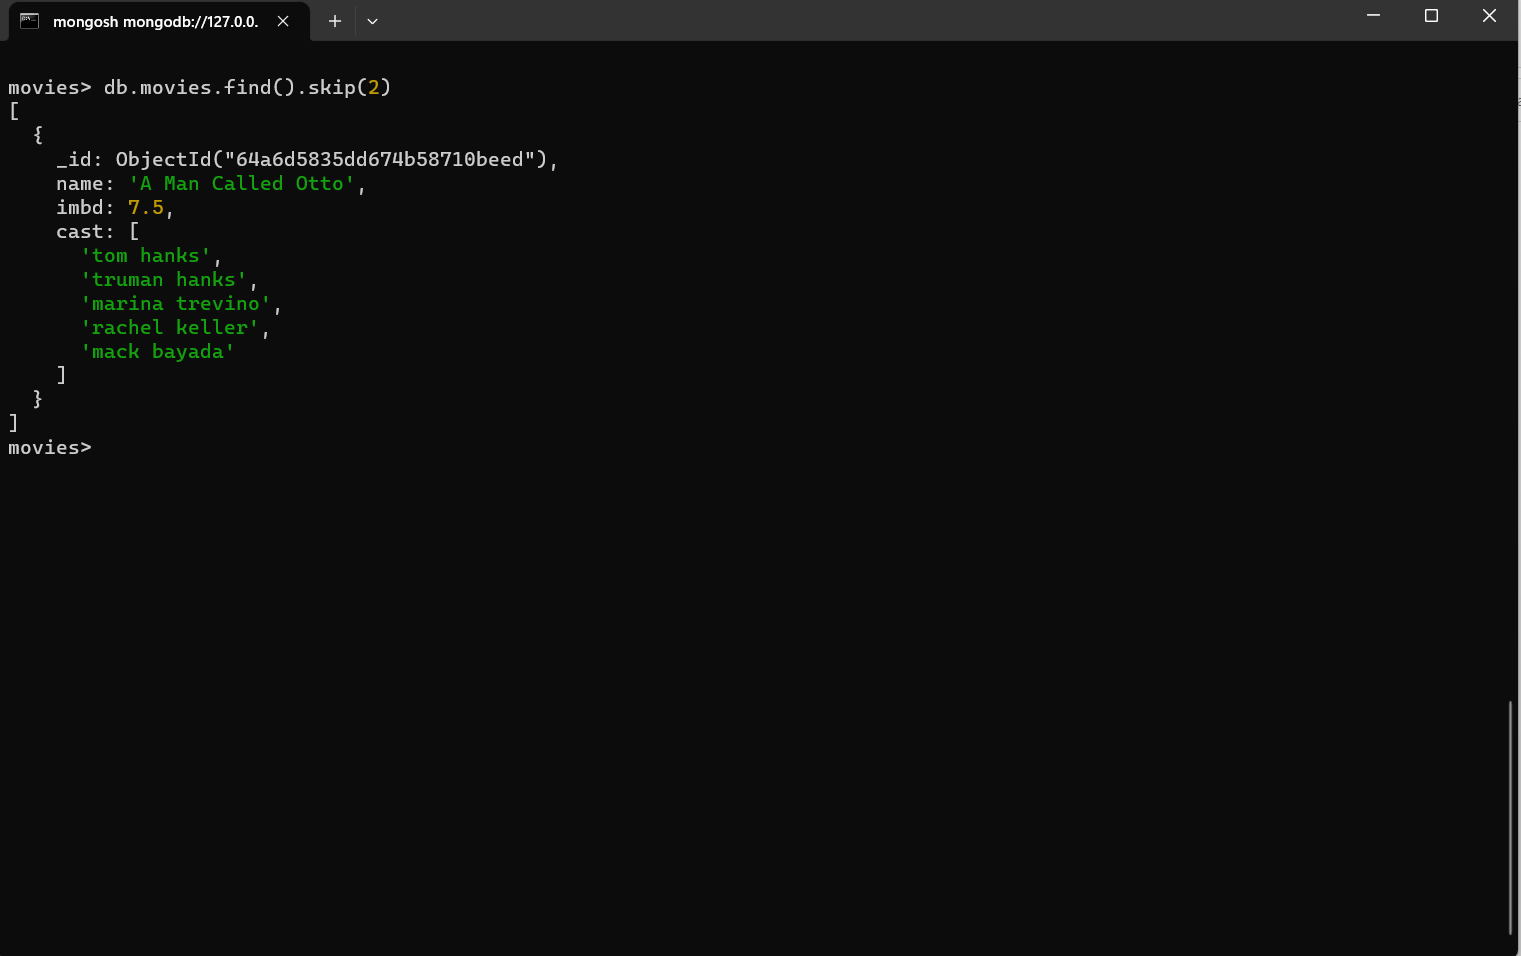 mongosh mongodb://127.0.0.
movies> db.movies.find().skip(2)
[
  {
    _id: ObjectId("64a6d5835dd674b58710beed"),
    name: 'A Man Called Otto',
    imbd: 7.5,
    cast: [
      'tom hanks',
      'truman hanks',
      'marina trevino',
      'rachel keller',
      'mack bayada'
    ]
  }
]
movies>